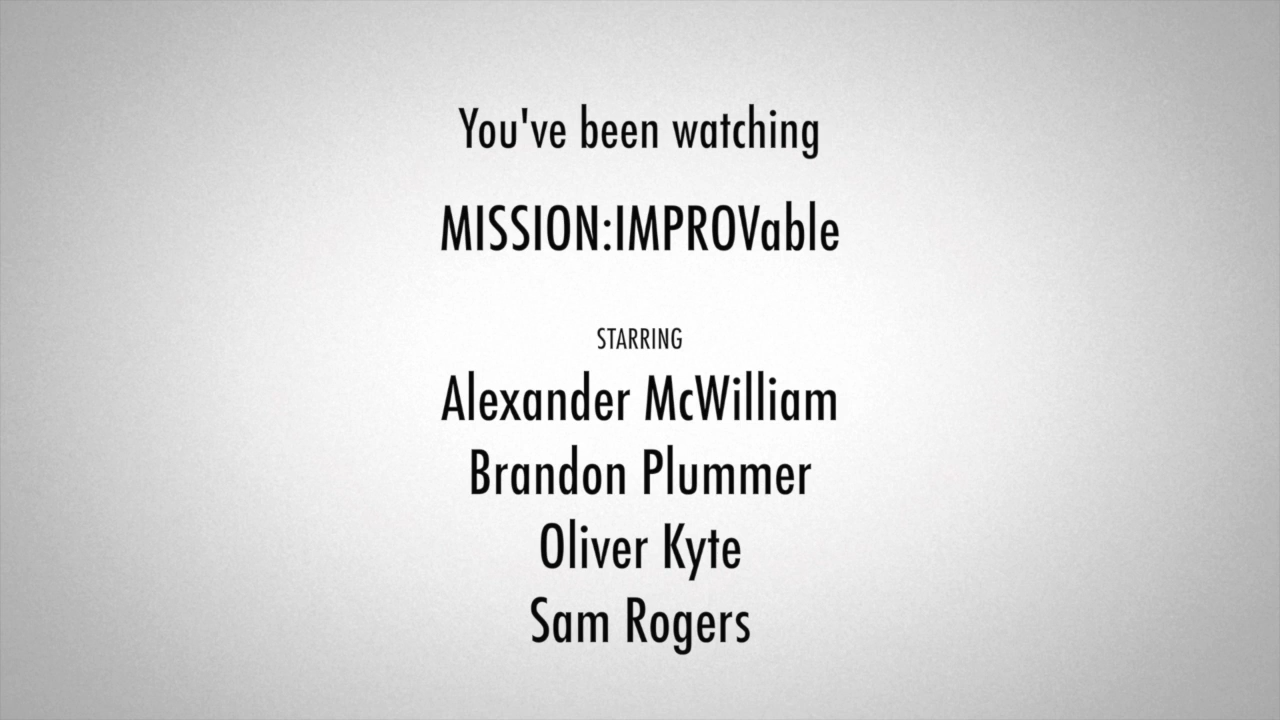 You've been watching
MISSION:IMPROVable
STARRING
Alexander McWilliam
Brandon Plummer
Oliver Kyte
Sam Rogers